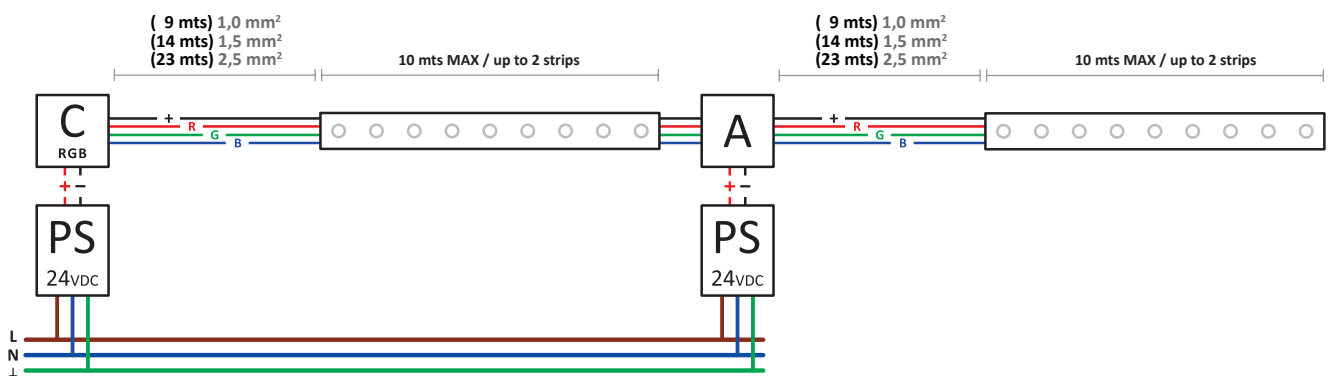 ( 9 mts) 1,0 mm²
(14 mts) 1,5 mm²
(23 mts) 2,5 mm²
10 mts MAX / up to 2 strips
( 9 mts) 1,0 mm²
(14 mts) 1,5 mm²
(23 mts) 2,5 mm²
10 mts MAX / up to 2 strips
C
RGB
+
R
G
B
A
+
R
G
B
+ −
+ −
PS
24VDC
PS
24VDC
L
N
⊥